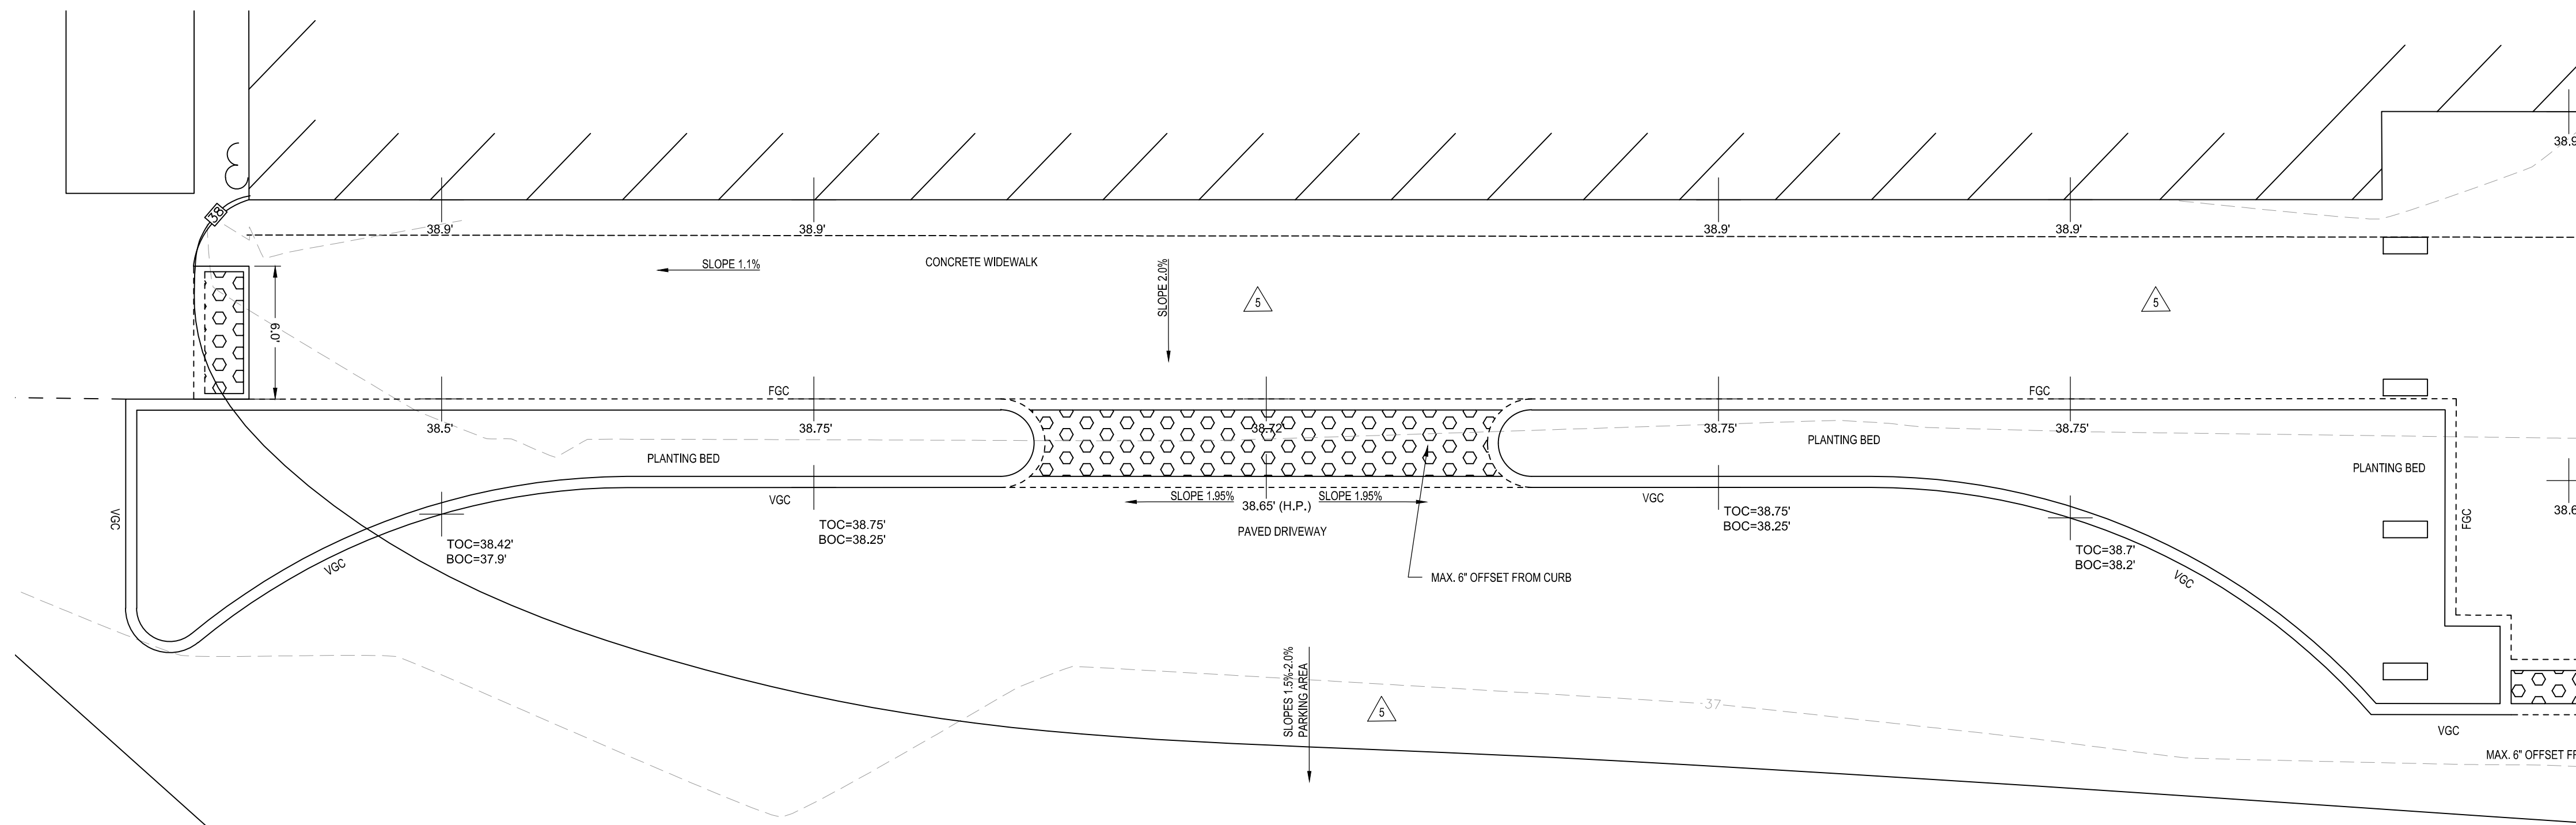 38
38.9'
38.9'
38.9'
38.9'
SLOPE 1.1%
CONCRETE WIDEWALK
SLOPE 2.0%
5
5
6.0'
FGC
FGC
38.5'
38.75'
38.72'
38.75'
38.75'
PLANTING BED
PLANTING BED
PLANTING BED
VGC
VGC
SLOPE 1.95%
SLOPE 1.95%
38.65' (H.P.)
VGC
FGC
PAVED DRIVEWAY
TOC=38.75'
BOC=38.25'
TOC=38.75'
BOC=38.25'
TOC=38.42'
BOC=37.9'
TOC=38.7'
BOC=38.2'
VGC
VGC
MAX. 6" OFFSET FROM CURB
SLOPES 1.5%-2.0%
PARKING AREA
5
37
VGC
MAX. 6" OFFSET